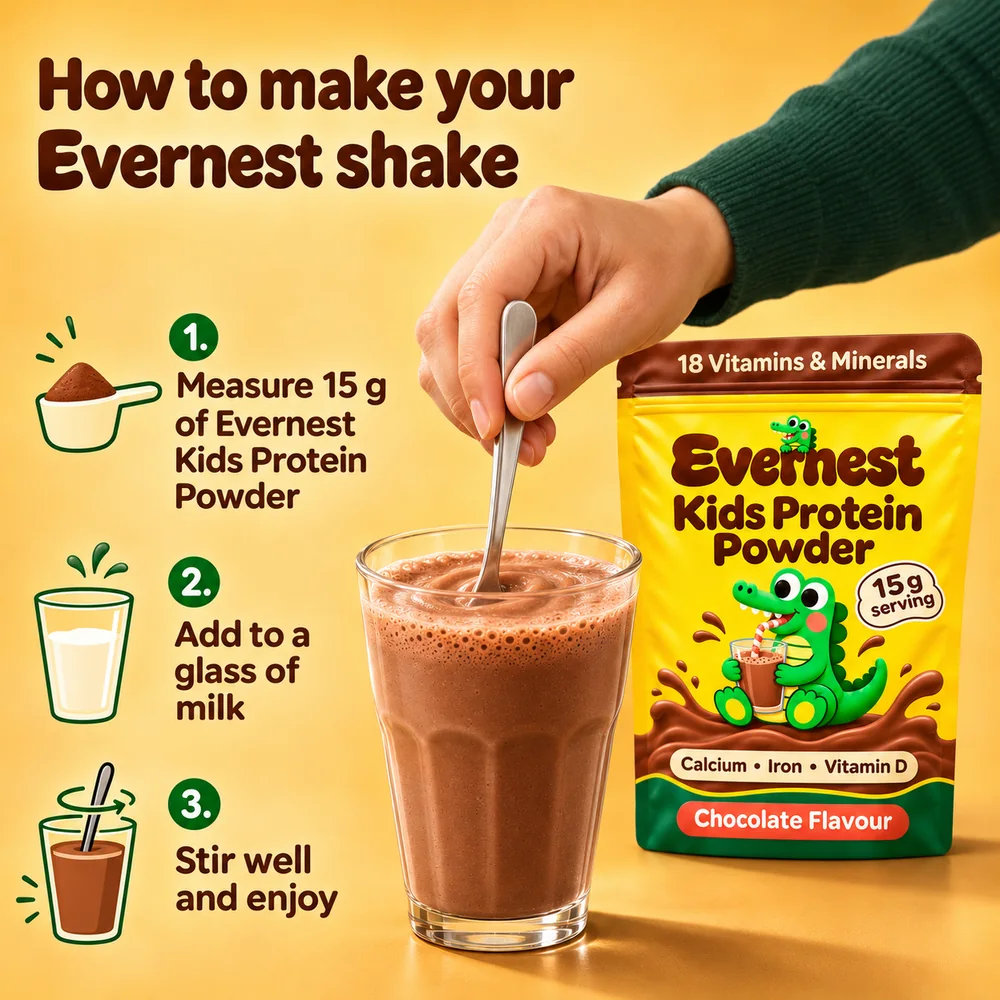 How to make your
Evernest shake
1.
Measure 15 g
of Evernest
Kids Protein
Powder
2.
Add to a
glass of
milk
3.
Stir well
and enjoy
18 Vitamins & Minerals
Evernest
Kids Protein
Powder
15g
serving
Calcium • Iron • Vitamin D
Chocolate Flavour